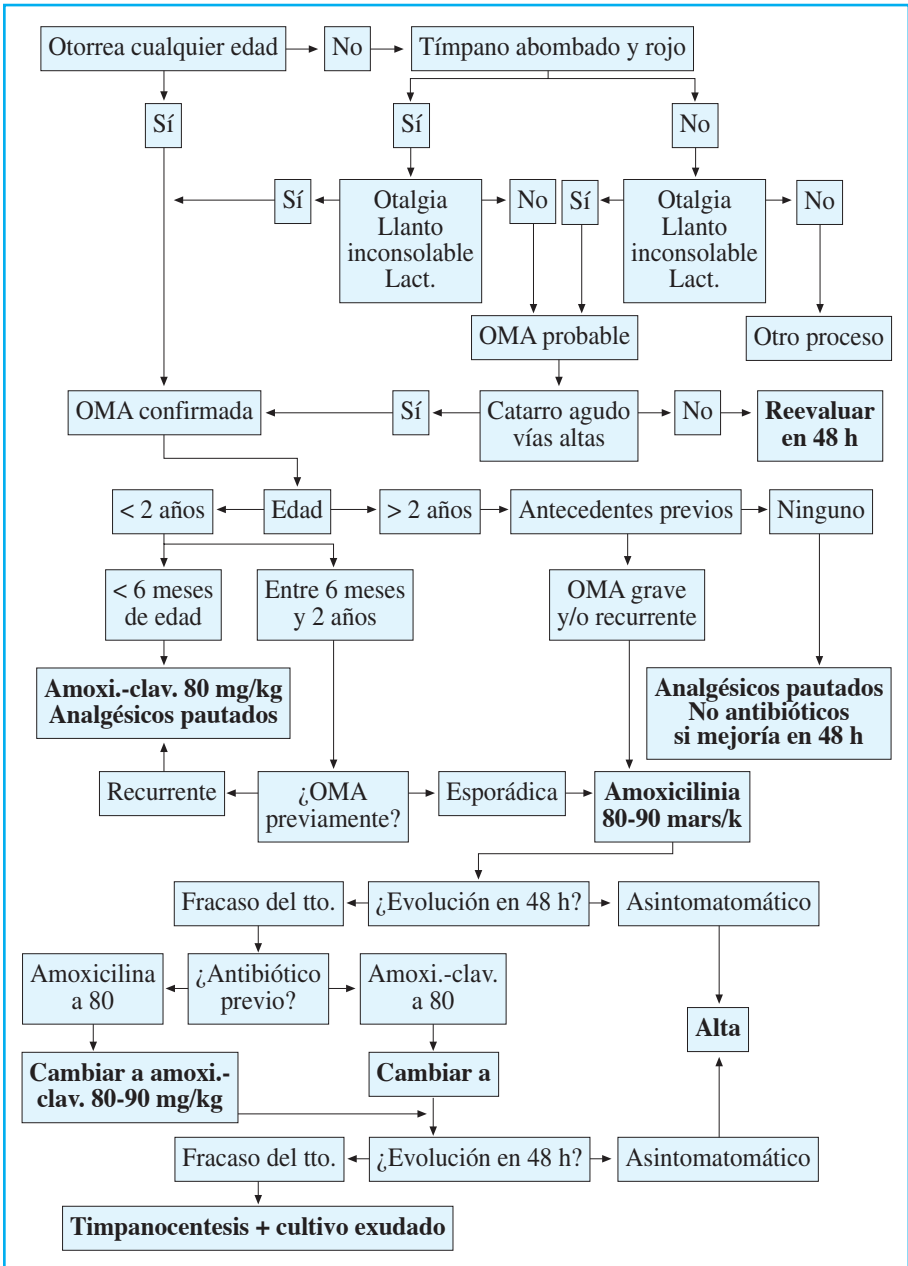 Otorrea cualquier edad
No
Tímpano abombado y rojo
Sí
Sí
No
Sí
Otalgia
Llanto
inconsolable
Lact.
No
Sí
Otalgia
Llanto
inconsolable
Lact.
No
OMA probable
Otro proceso
OMA confirmada
Sí
Catarro agudo
vías altas
No
Reevaluar
en 48 h
< 2 años
Edad
> 2 años
Antecedentes previos
Ninguno
< 6 meses
de edad
Entre 6 meses
y 2 años
OMA grave
y/o recurrente
Amoxi.-clav. 80 mg/kg
Analgésicos pautados
Analgésicos pautados
No antibióticos
si mejoría en 48 h
Recurrente
¿OMA
previamente?
Esporádica
Amoxicilinia
80-90 mars/k
Fracaso del tto.
¿Evolución en 48 h?
Asintomatomático
Amoxicilina
a 80
¿Antibiótico
previo?
Amoxi.-clav.
a 80
Alta
Cambiar a amoxi.-
clav. 80-90 mg/kg
Cambiar a
Fracaso del tto.
¿Evolución en 48 h?
Asintomatomático
Timpanocentesis + cultivo exudado